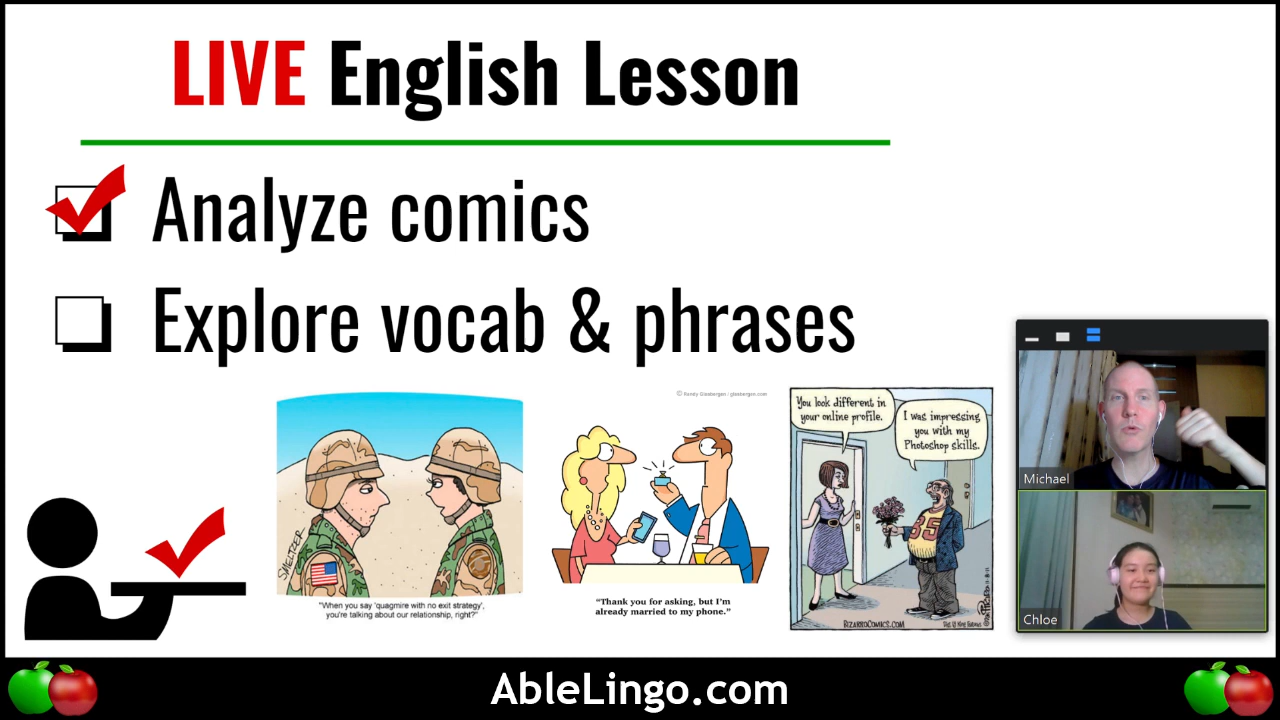 LIVE English Lesson
Analyze comics
Explore vocab & phrases
SMELTZER
"When you say 'quagmire with no exit strategy',
you're talking about our relationship, right?"
© Randy Glasbergen / glasbergen.com
"Thank you for asking, but I'm
already married to my phone."
You look different in
your online profile.
I was impressing
you with my
Photoshop skills.
85
BIZARROCOMICS.COM
Michael
Chloe
AbleLingo.com